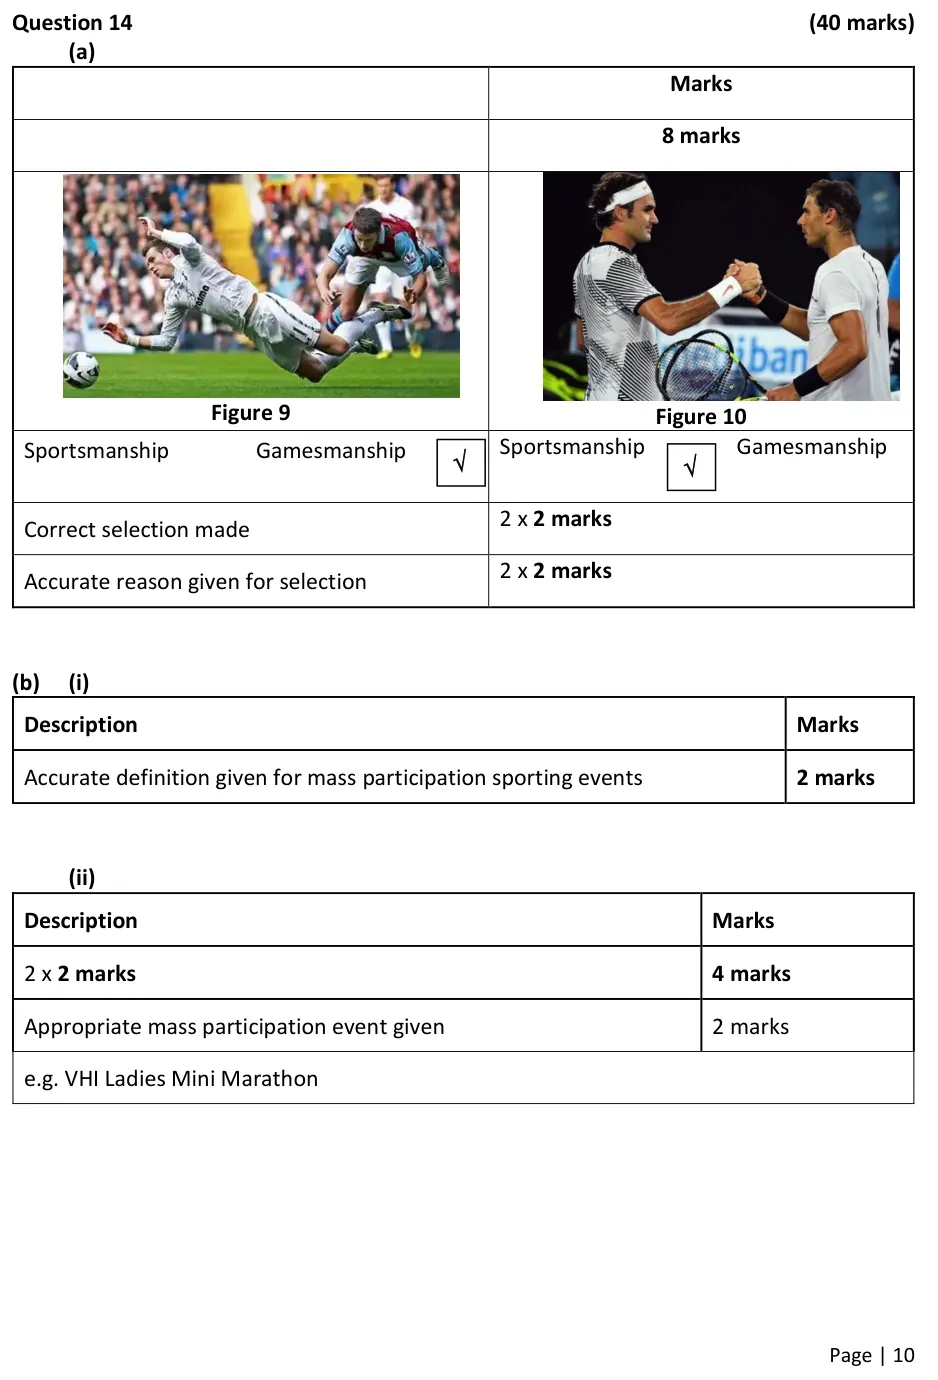 Question 14 (40 marks)
(a)
Marks
8 marks
Figure 9
Figure 10
Sportsmanship Gamesmanship √ Sportsmanship √ Gamesmanship
Correct selection made 2 x 2 marks
Accurate reason given for selection 2 x 2 marks
(b) (i)
Description Marks
Accurate definition given for mass participation sporting events 2 marks
(ii)
Description Marks
2 x 2 marks 4 marks
Appropriate mass participation event given 2 marks
e.g. VHI Ladies Mini Marathon
Page | 10